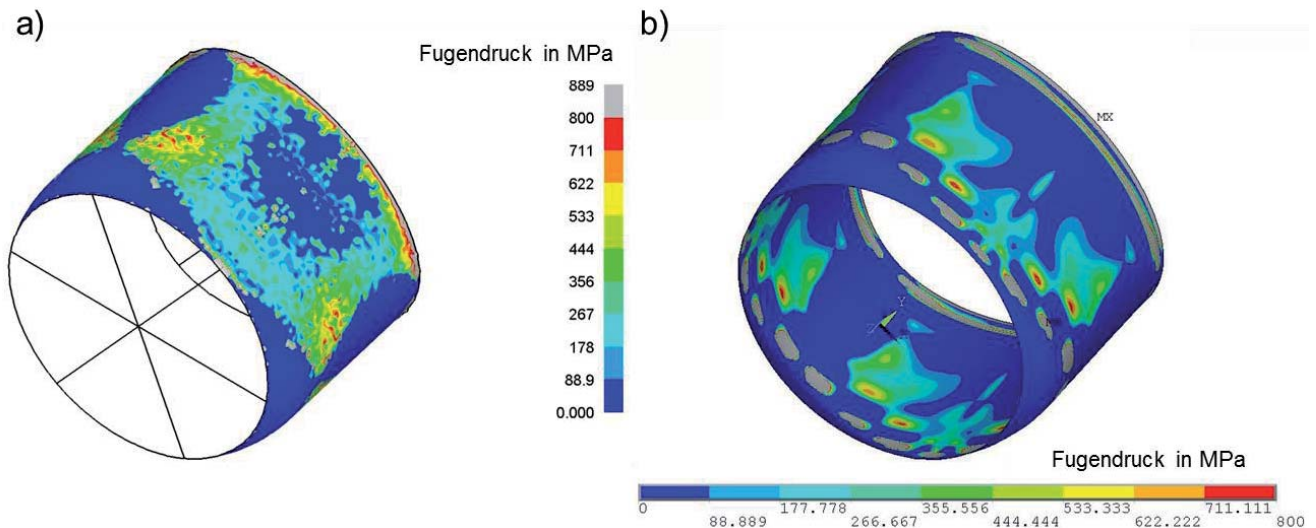 a)
Fugendruck in MPa
889
800
711
622
533
444
356
267
178
88.9
0.000
b)
MX
Y
Z
Fugendruck in MPa
0 177.778 355.556 533.333 711.111
88.889 266.667 444.444 622.222 800